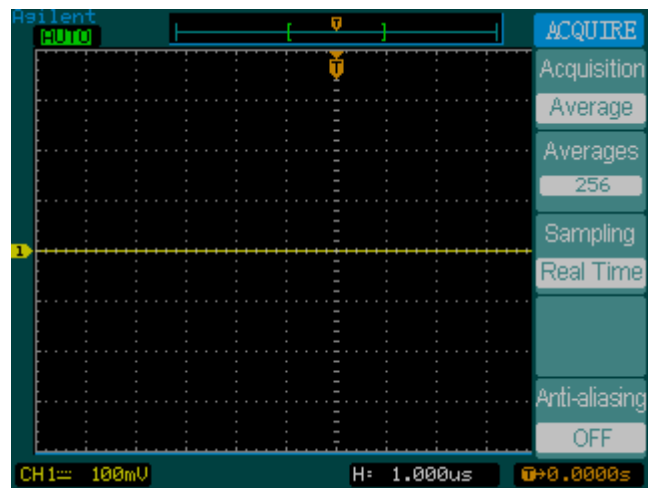 Agilent
AUTO
T
ACQUIRE
T
Acquisition
Average
Averages
256
1
Sampling
Real Time
Anti-aliasing
OFF
CH1 100mV H: 1.000us T→0.0000s